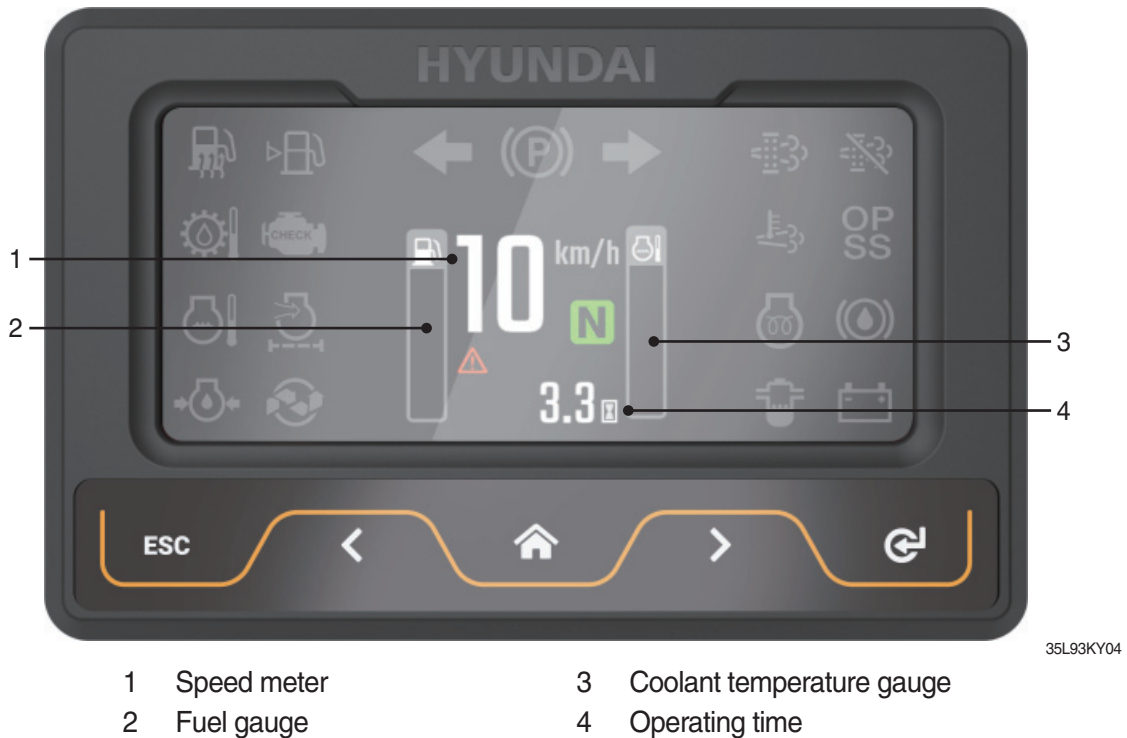 HYUNDAI
P
OP
SS
CHECK
1
10 km/h
2
N
3
3.3
4
ESC
35L93KY04
1 Speed meter
2 Fuel gauge
3 Coolant temperature gauge
4 Operating time